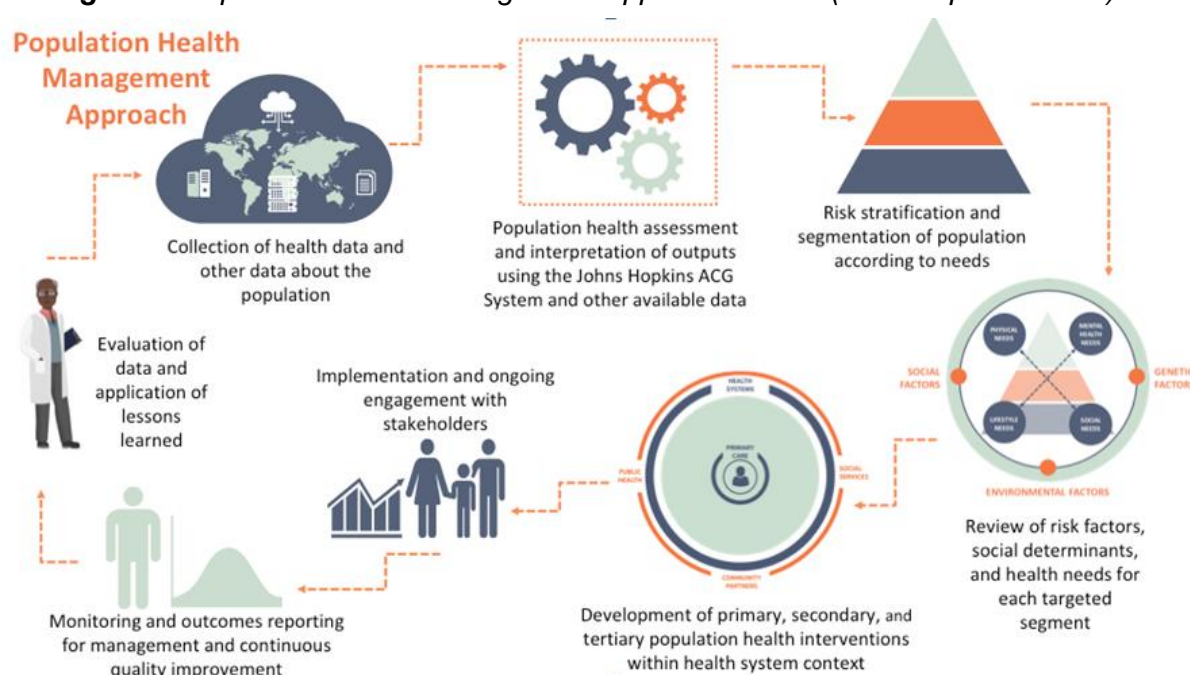 Population Health
Management
Approach
Collection of health data and
other data about the
population
Population health assessment
and interpretation of outputs
using the Johns Hopkins ACG
System and other available data
Risk stratification and
segmentation of population
according to needs
PHYSICAL
NEEDS
MENTAL
HEALTH
NEEDS
SOCIAL
FACTORS
GENETIC
FACTOR
LIFESTYLE
NEEDS
SOCIAL
NEEDS
ENVIRONMENTAL FACTORS
Review of risk factors,
social determinants,
and health needs for
each targeted
segment
HEALTH
SYSTEMS
PRIMARY
CARE
PUBLIC
HEALTH
SOCIAL
SERVICES
COMMUNITY
PARTNERS
Development of primary, secondary, and
tertiary population health interventions
within health system context
Implementation and ongoing
engagement with
stakeholders
Monitoring and outcomes reporting
for management and continuous
quality improvement
Evaluation of
data and
application of
lessons
learned